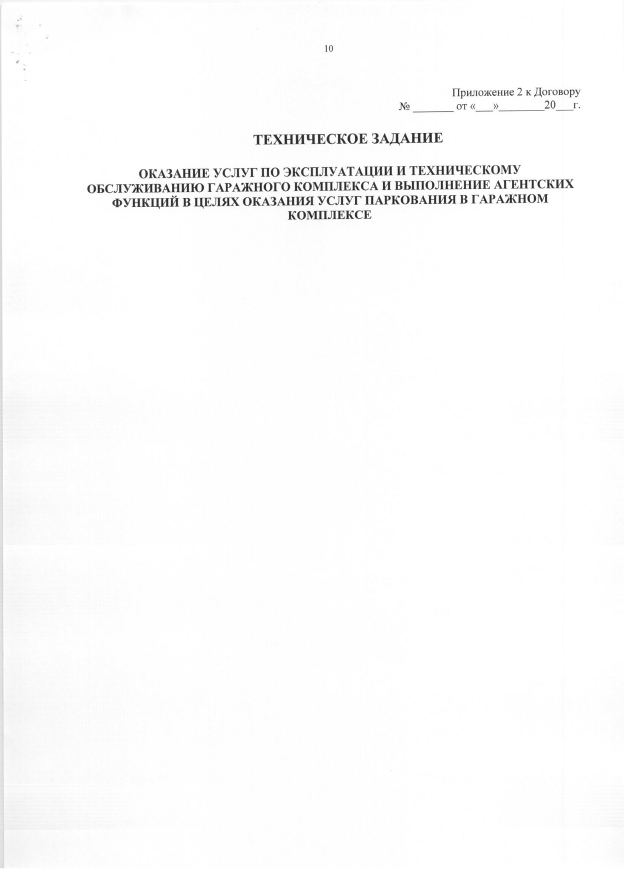 10
Приложение 2 к Договору
№ ________ от «___»________20___г.
ТЕХНИЧЕСКОЕ ЗАДАНИЕ
ОКАЗАНИЕ УСЛУГ ПО ЭКСПЛУАТАЦИИ И ТЕХНИЧЕСКОМУ
ОБСЛУЖИВАНИЮ ГАРАЖНОГО КОМПЛЕКСА И ВЫПОЛНЕНИЕ АГЕНТСКИХ
ФУНКЦИЙ В ЦЕЛЯХ ОКАЗАНИЯ УСЛУГ ПАРКОВАНИЯ В ГАРАЖНОМ
КОМПЛЕКСЕ